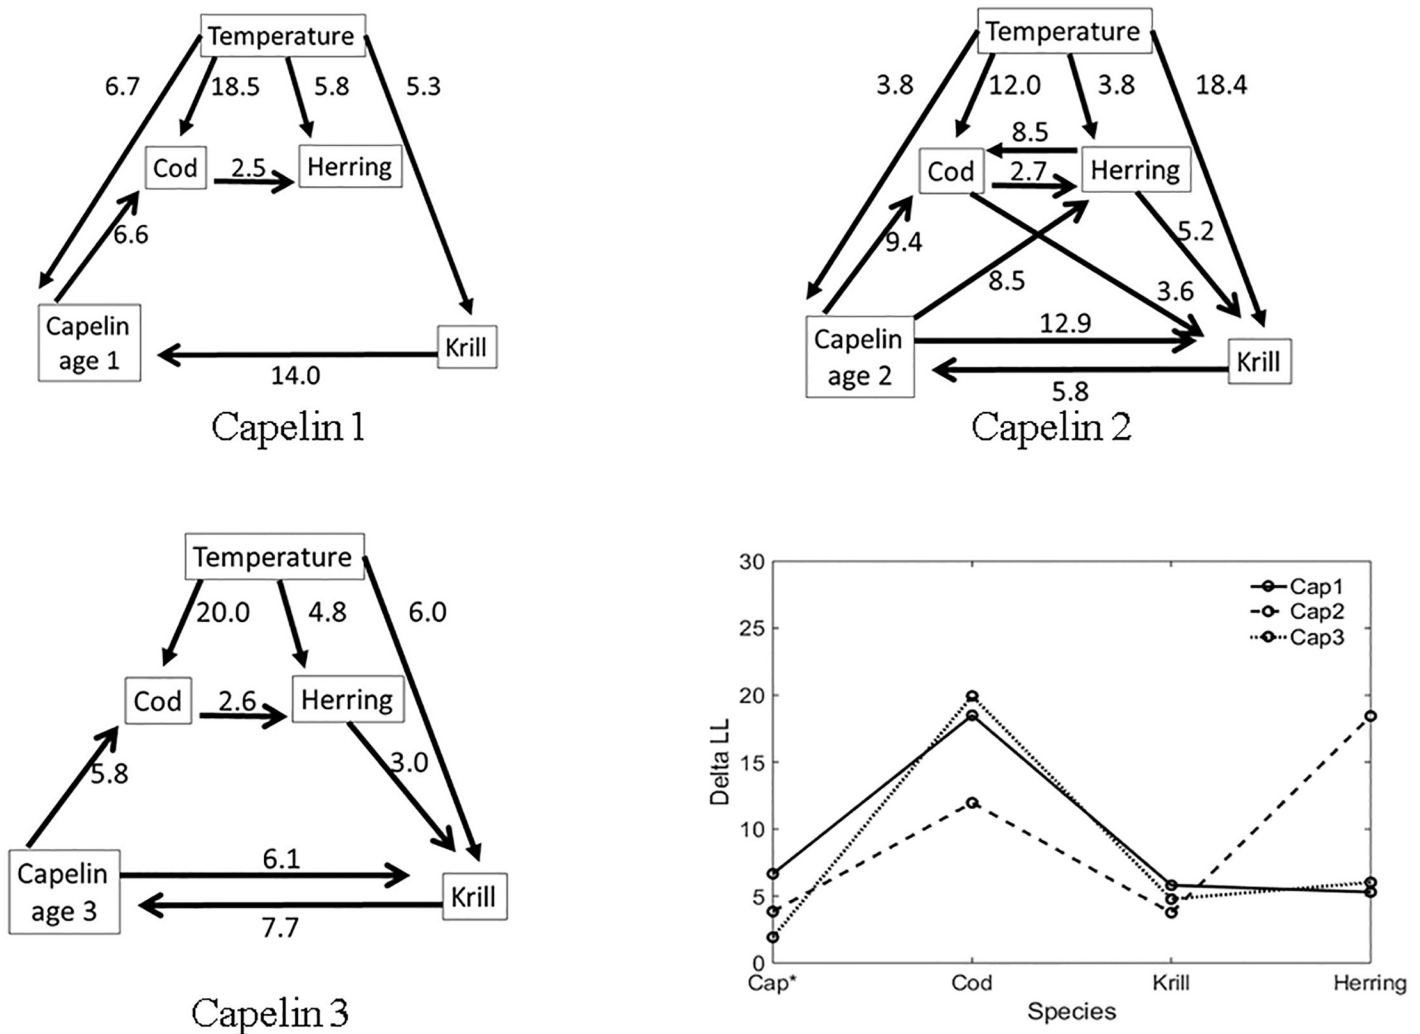 Temperature
6.7
18.5
5.8
5.3
Cod
2.5
Herring
6.6
Capelin
age 1
Krill
14.0
Capelin 1
Temperature
3.8
12.0
3.8
18.4
8.5
Cod
2.7
Herring
9.4
5.2
8.5
3.6
12.9
Capelin
age 2
Krill
5.8
Capelin 2
Temperature
20.0
4.8
6.0
Cod
2.6
Herring
5.8
3.0
6.1
Capelin
age 3
Krill
7.7
Capelin 3
30
25
20
15
10
5
0
Delta LL
Cap1
Cap2
Cap3
Cap* Cod Krill Herring
Species